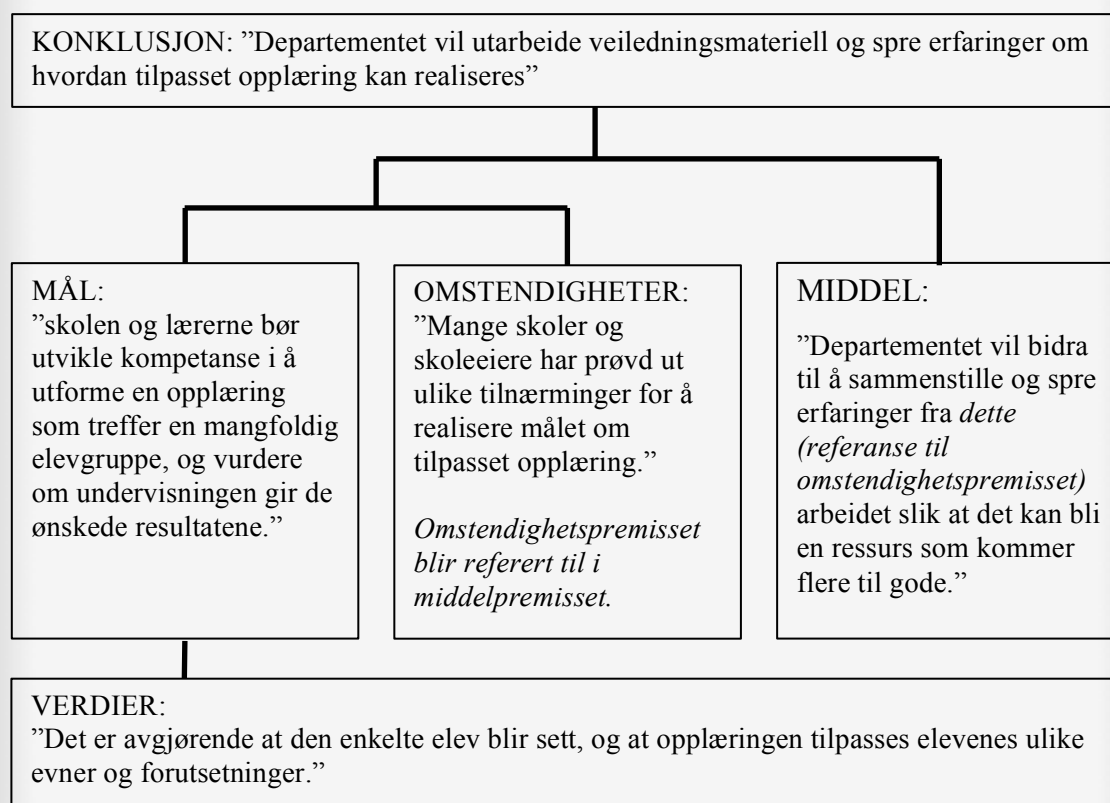 KONKLUSJON: ”Departementet vil utarbeide veiledningsmateriell og spre erfaringer om
hvordan tilpasset opplæring kan realiseres”
MÅL:
”skolen og lærerne bør
utvikle kompetanse i å
utforme en opplæring
som treffer en mangfoldig
elevgruppe, og vurdere
om undervisningen gir de
ønskede resultatene.”
OMSTENDIGHETER:
”Mange skoler og
skoleeiere har prøvd ut
ulike tilnærminger for å
realisere målet om
tilpasset opplæring.”
Omstendighetspremisset
blir referert til i
middelpremisset.
MIDDEL:
”Departementet vil bidra
til å sammenstille og spre
erfaringer fra dette
(referanse til
omstendighetspremisset)
arbeidet slik at det kan bli
en ressurs som kommer
flere til gode.”
VERDIER:
”Det er avgjørende at den enkelte elev blir sett, og at opplæringen tilpasses elevenes ulike
evner og forutsetninger.”